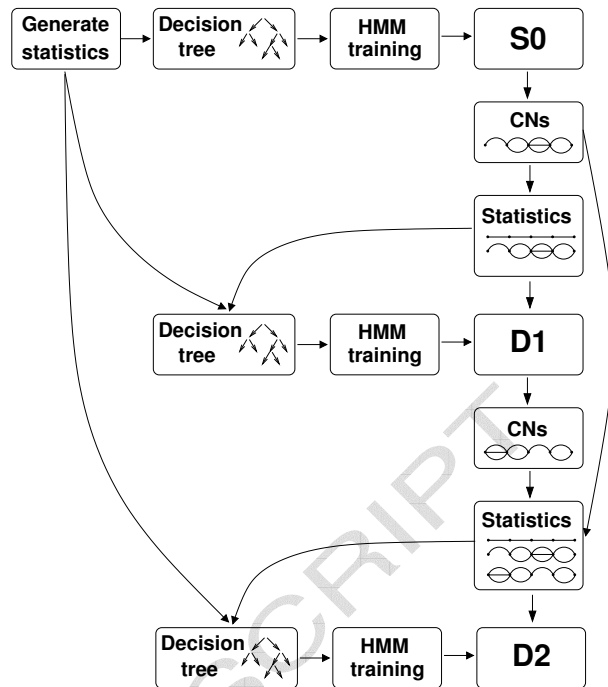 Generate
statistics
Decision
tree
HMM
training
S0
CNs
Statistics
Decision
tree
HMM
training
D1
CNs
Statistics
Decision
tree
HMM
training
D2
SCRIPT